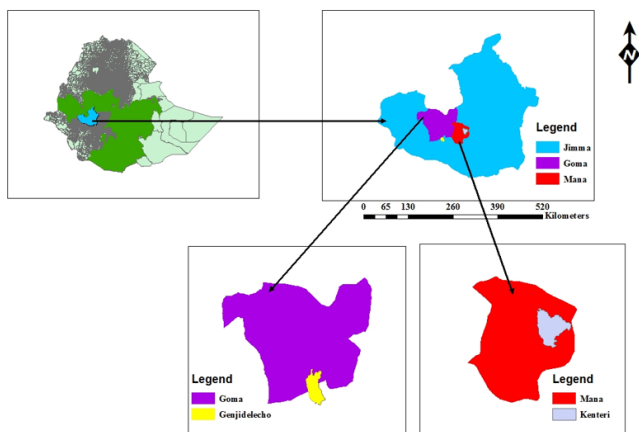 N
Legend
Jimma
Goma
Mana
0 65 130 260 390 520
Kilometers
Legend
Goma
Genjidelecho
Legend
Mana
Kenteri